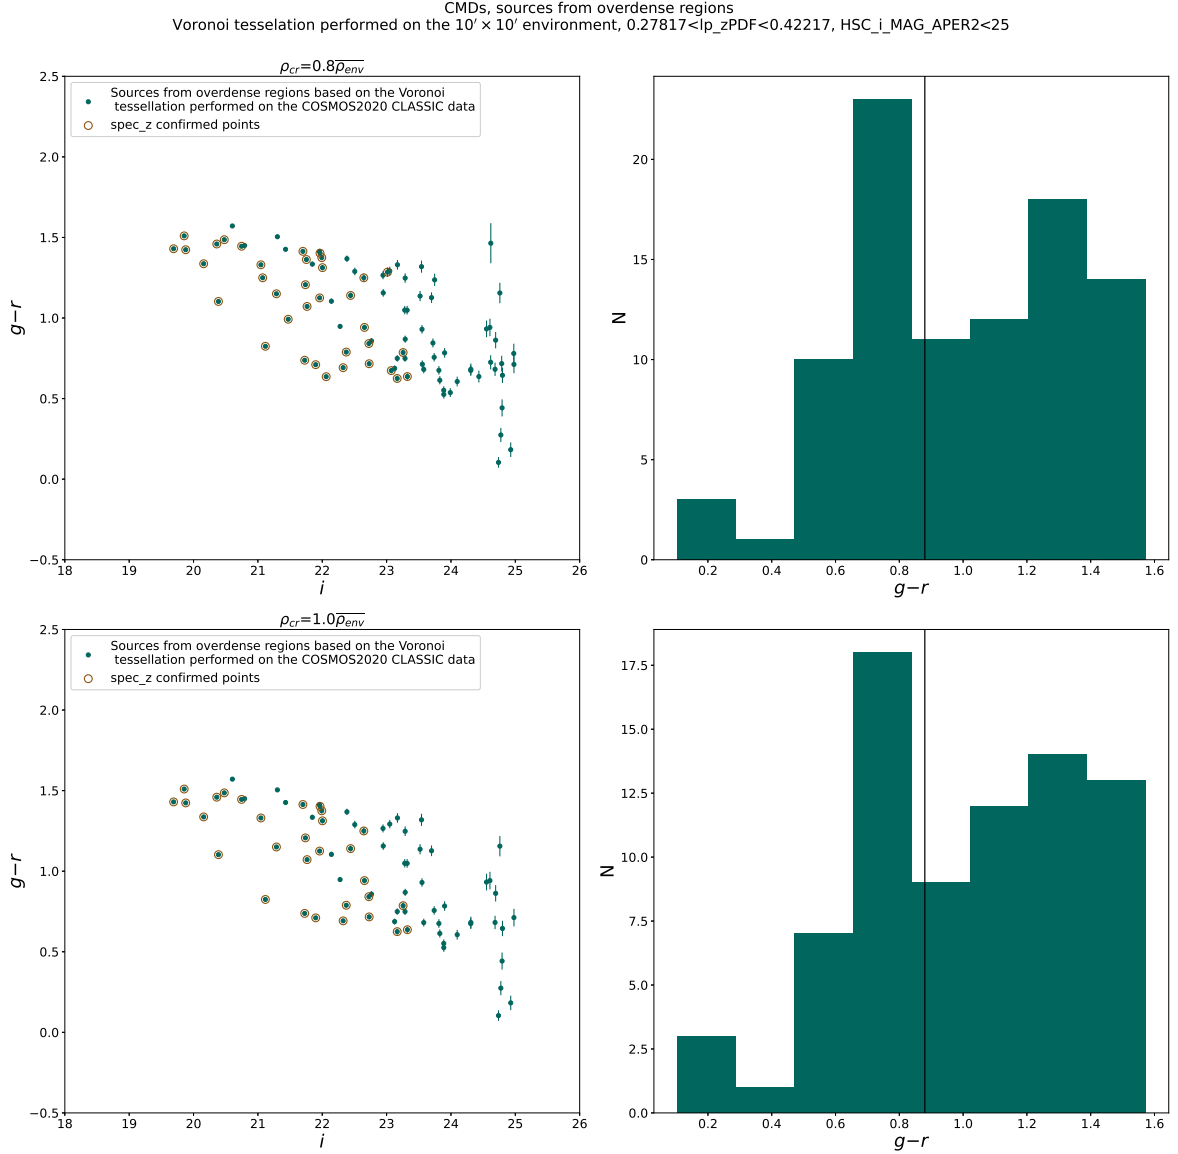 CMDs, sources from overdense regions
Voronoi tesselation performed on the 10′ × 10′ environment, 0.27817<lp_zPDF<0.42217, HSC_i_MAG_APER2<25
ρcr=0.8ρenv
Sources from overdense regions based on the Voronoi
tessellation performed on the COSMOS2020 CLASSIC data
spec_z confirmed points
2.5
2.0
1.5
1.0
0.5
0.0
−0.5
g−r
18 19 20 21 22 23 24 25 26
i
20
15
10
5
0
N
0.2 0.4 0.6 0.8 1.0 1.2 1.4 1.6
g−r
ρcr=1.0ρenv
Sources from overdense regions based on the Voronoi
tessellation performed on the COSMOS2020 CLASSIC data
spec_z confirmed points
2.5
2.0
1.5
1.0
0.5
0.0
−0.5
g−r
18 19 20 21 22 23 24 25 26
i
17.5
15.0
12.5
10.0
7.5
5.0
2.5
0.0
N
0.2 0.4 0.6 0.8 1.0 1.2 1.4 1.6
g−r